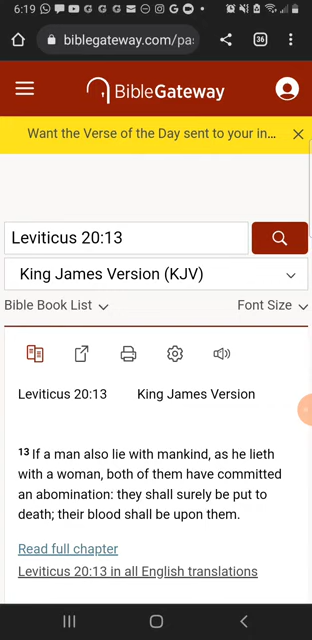 6:19
biblegateway.com/pa
36
BibleGateway
Want the Verse of the Day sent to your in...
Leviticus 20:13
King James Version (KJV)
Bible Book List
Font Size
Leviticus 20:13 King James Version
13 If a man also lie with mankind, as he lieth
with a woman, both of them have committed
an abomination: they shall surely be put to
death; their blood shall be upon them.
Read full chapter
Leviticus 20:13 in all English translations